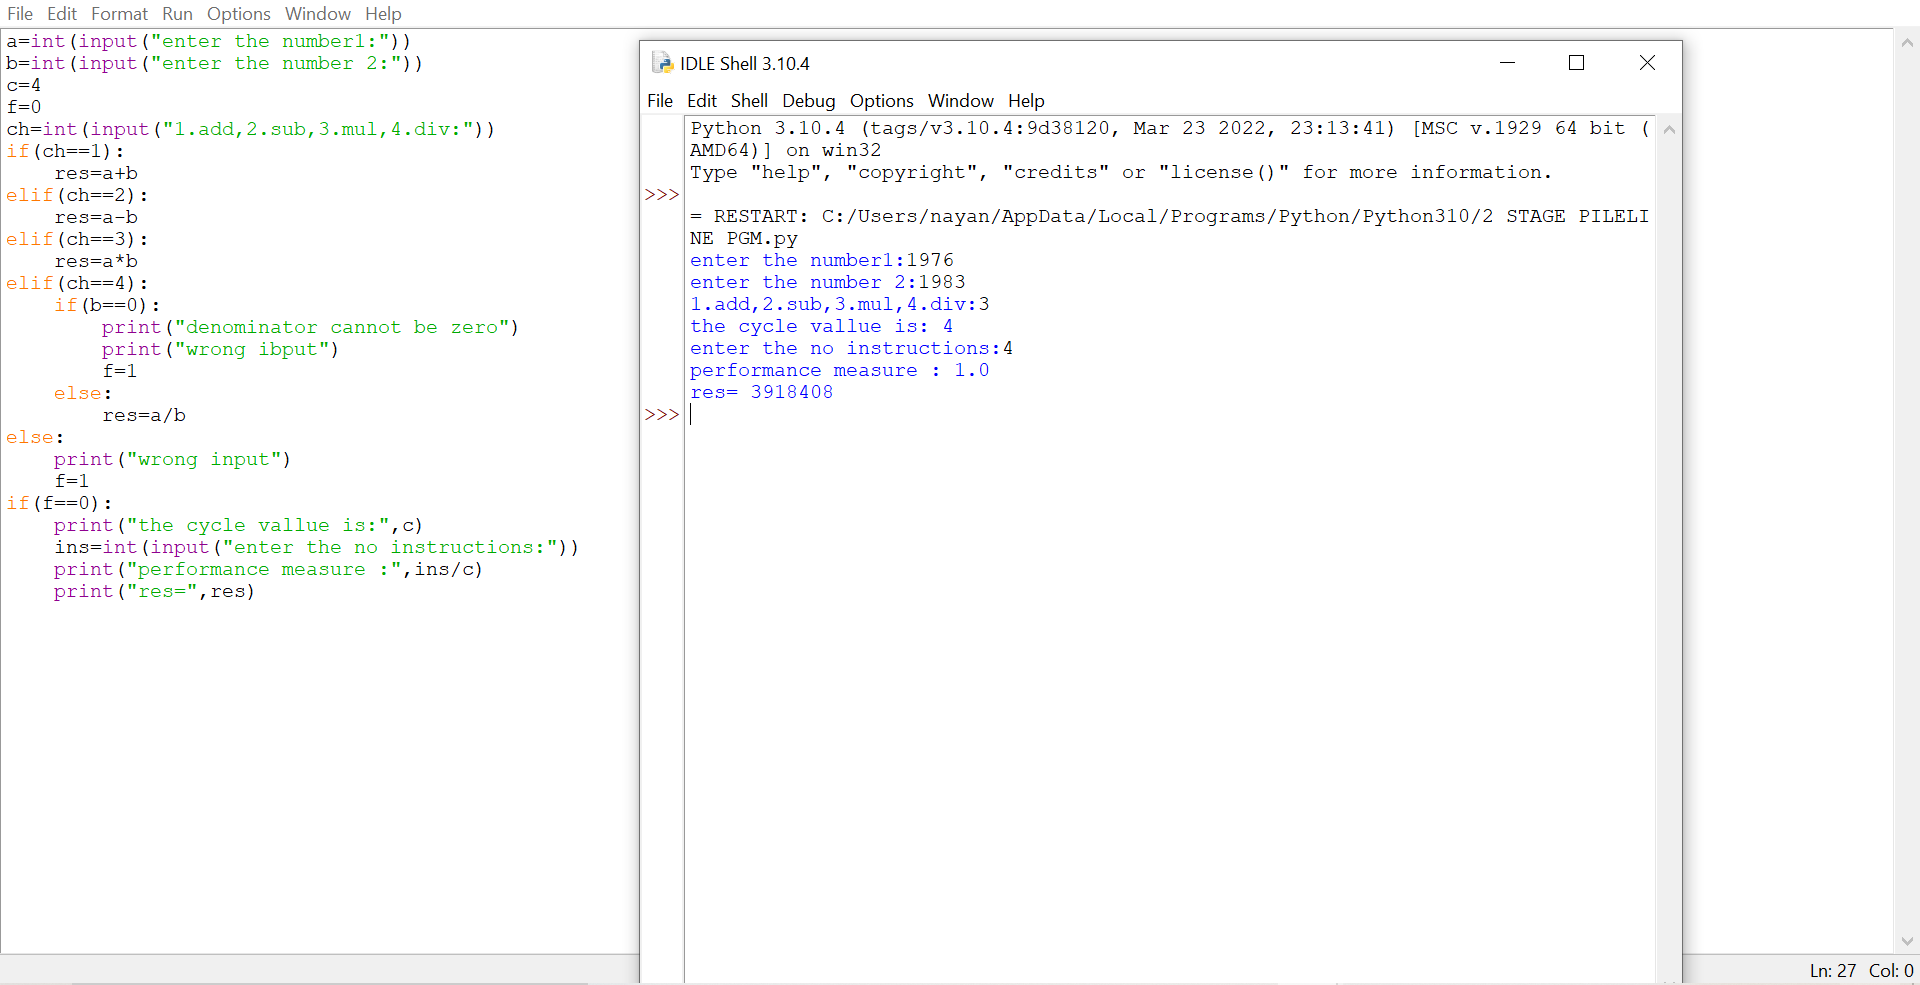 File Edit Format Run Options Window Help
a=int(input("enter the number1:"))
b=int(input("enter the number 2:"))
c=4
f=0
ch=int(input("1.add,2.sub,3.mul,4.div:"))
if(ch==1):
    res=a+b
elif(ch==2):
    res=a-b
elif(ch==3):
    res=a*b
elif(ch==4):
    if(b==0):
        print("denominator cannot be zero")
        print("wrong ibput")
        f=1
    else:
        res=a/b
else:
    print("wrong input")
    f=1
if(f==0):
    print("the cycle vallue is:",c)
    ins=int(input("enter the no instructions:"))
    print("performance measure :",ins/c)
    print("res=",res)
IDLE Shell 3.10.4
File Edit Shell Debug Options Window Help
Python 3.10.4 (tags/v3.10.4:9d38120, Mar 23 2022, 23:13:41) [MSC v.1929 64 bit (
AMD64)] on win32
Type "help", "copyright", "credits" or "license()" for more information.
>>>
= RESTART: C:/Users/nayan/AppData/Local/Programs/Python/Python310/2 STAGE PILELI
NE PGM.py
enter the number1:1976
enter the number 2:1983
1.add,2.sub,3.mul,4.div:3
the cycle vallue is: 4
enter the no instructions:4
performance measure : 1.0
res= 3918408
>>>
Ln: 27 Col: 0